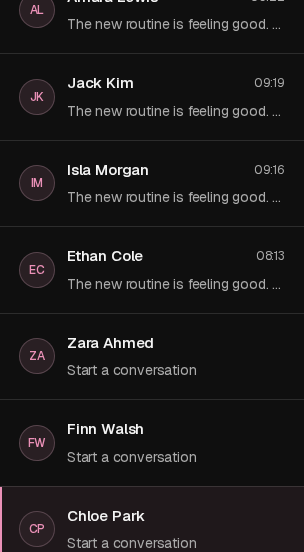 AL
The new routine is feeling good. ...
JK
Jack Kim
09:19
The new routine is feeling good. ...
IM
Isla Morgan
09:16
The new routine is feeling good. ...
EC
Ethan Cole
08:13
The new routine is feeling good. ...
ZA
Zara Ahmed
Start a conversation
FW
Finn Walsh
Start a conversation
CP
Chloe Park
Start a conversation